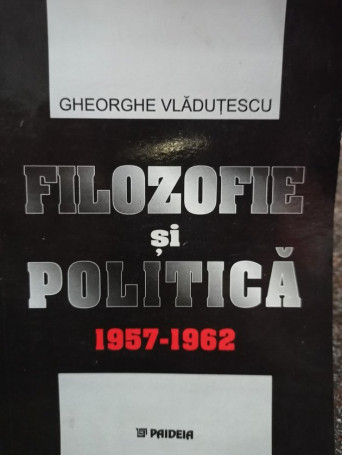 GHEORGHE VLĂDUȚESCU
FILOZOFIE
și
POLITICĂ
1957-1962
PAIDEIA